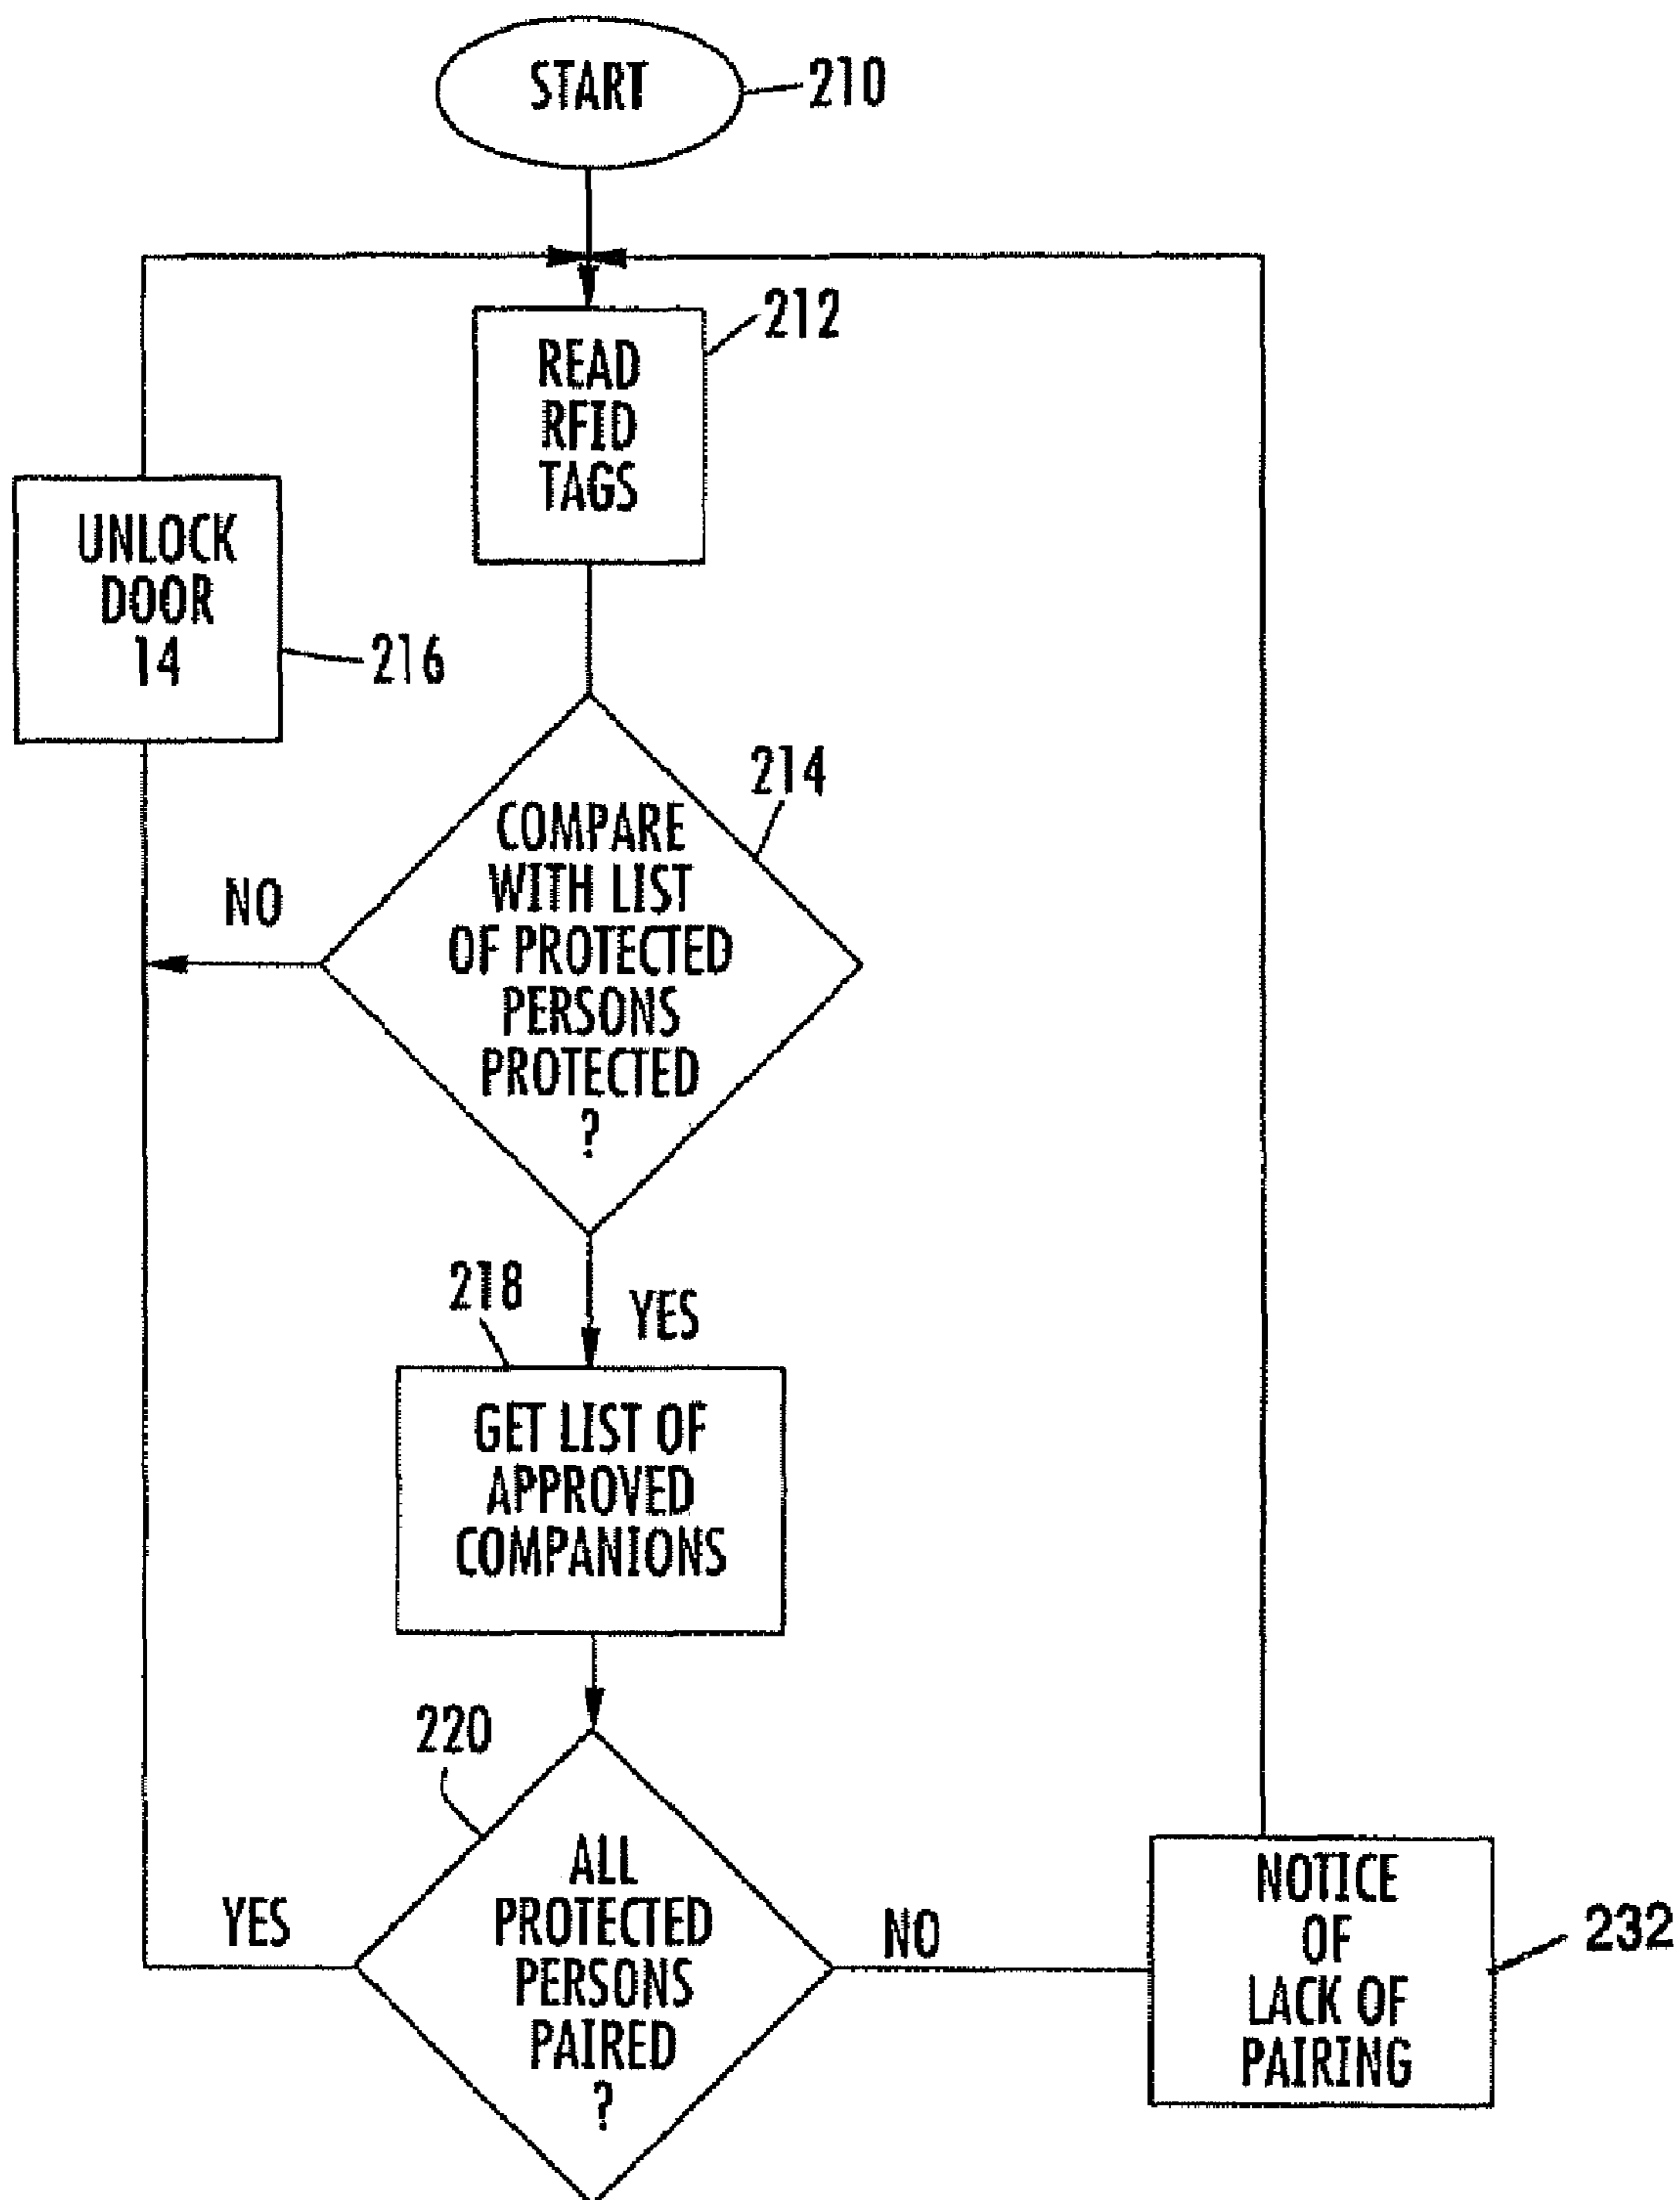 START
210
READ
RFID
TAGS
212
UNLOCK
DOOR
14
216
COMPARE
WITH LIST
OF PROTECTED
PERSONS
PROTECTED
?
214
NO
YES
218
GET LIST OF
APPROVED
COMPANIONS
220
ALL
PROTECTED
PERSONS
PAIRED
?
YES
NO
NOTICE
OF
LACK OF
PAIRING
232